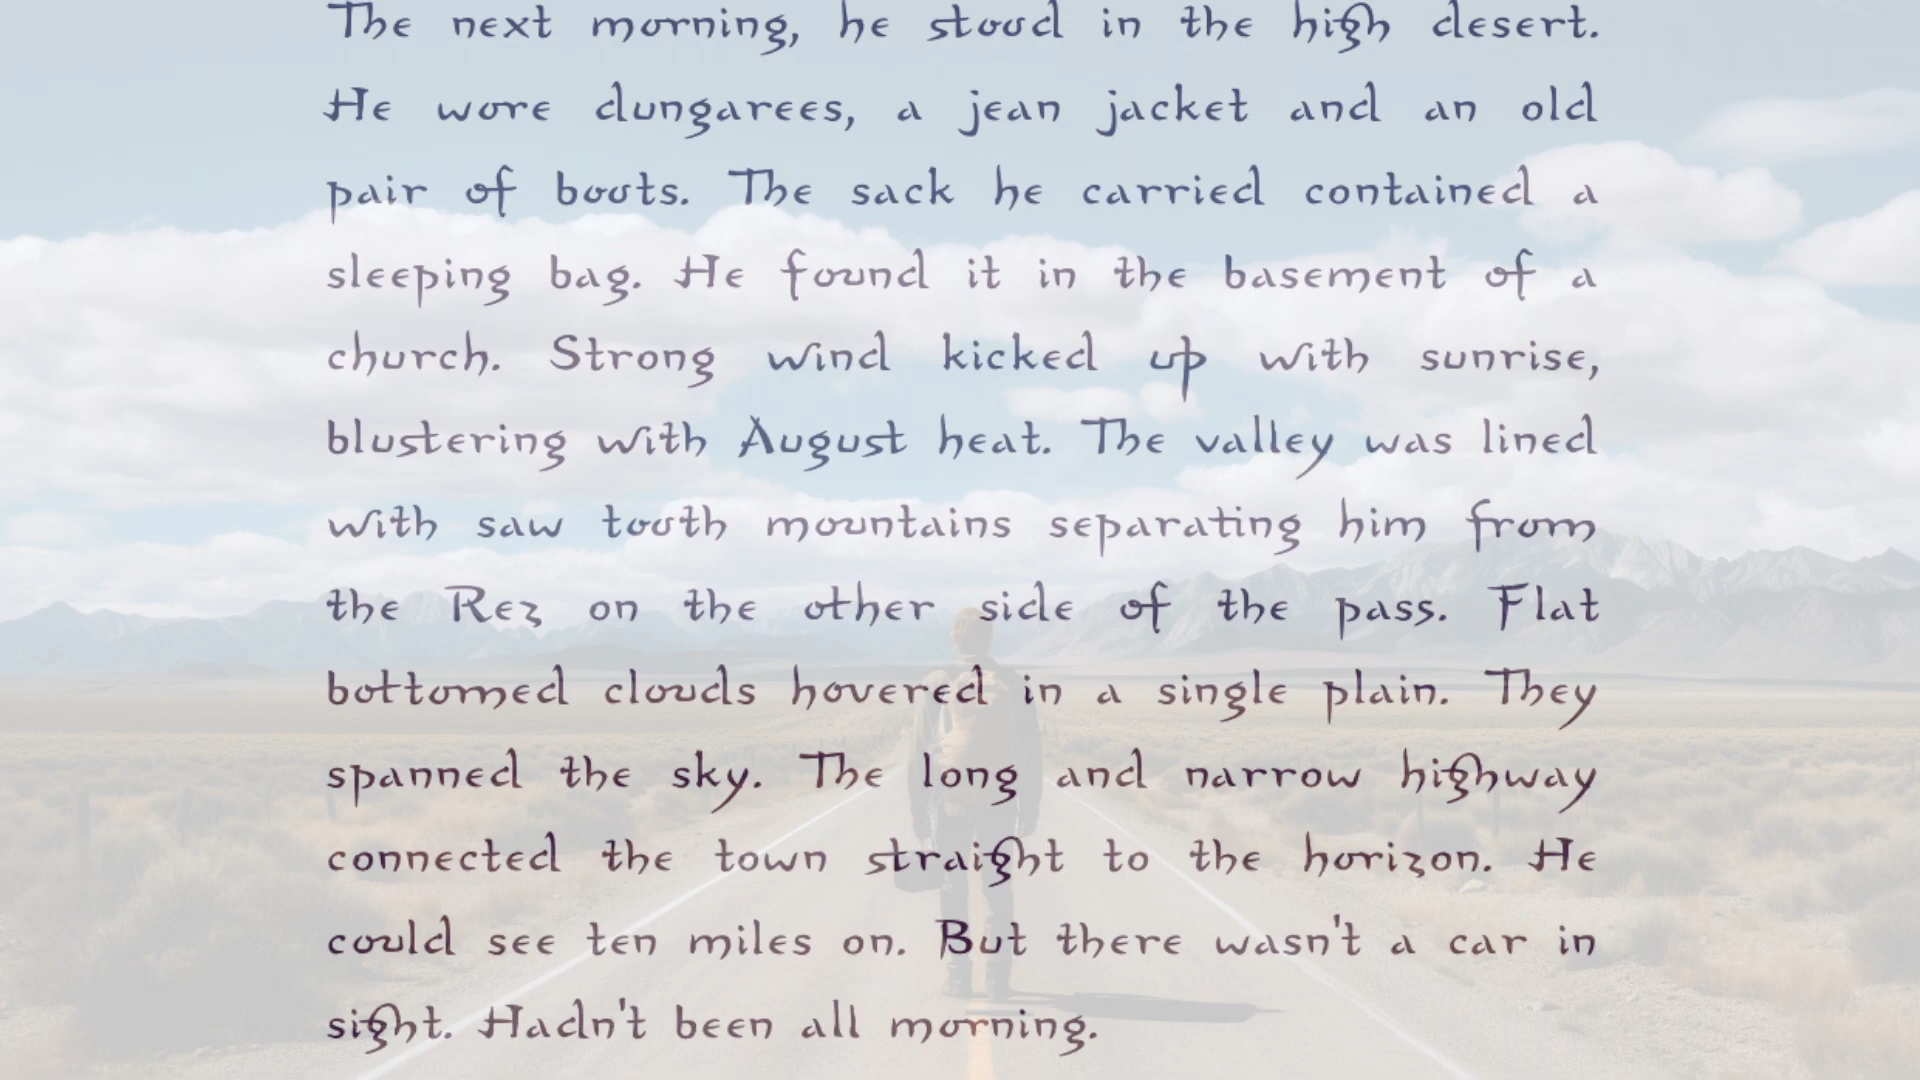 The next morning, he stood in the high desert.
He wore dungarees, a jean jacket and an old
pair of boots. The sack he carried contained a
sleeping bag. He found it in the basement of a
church. Strong wind kicked up with sunrise,
blustering with August heat. The valley was lined
with saw tooth mountains separating him from
the Rez on the other side of the pass. Flat
bottomed clouds hovered in a single plain. They
spanned the sky. The long and narrow highway
connected the town straight to the horizon. He
could see ten miles on. But there wasn't a car in
sight. Hadn't been all morning.